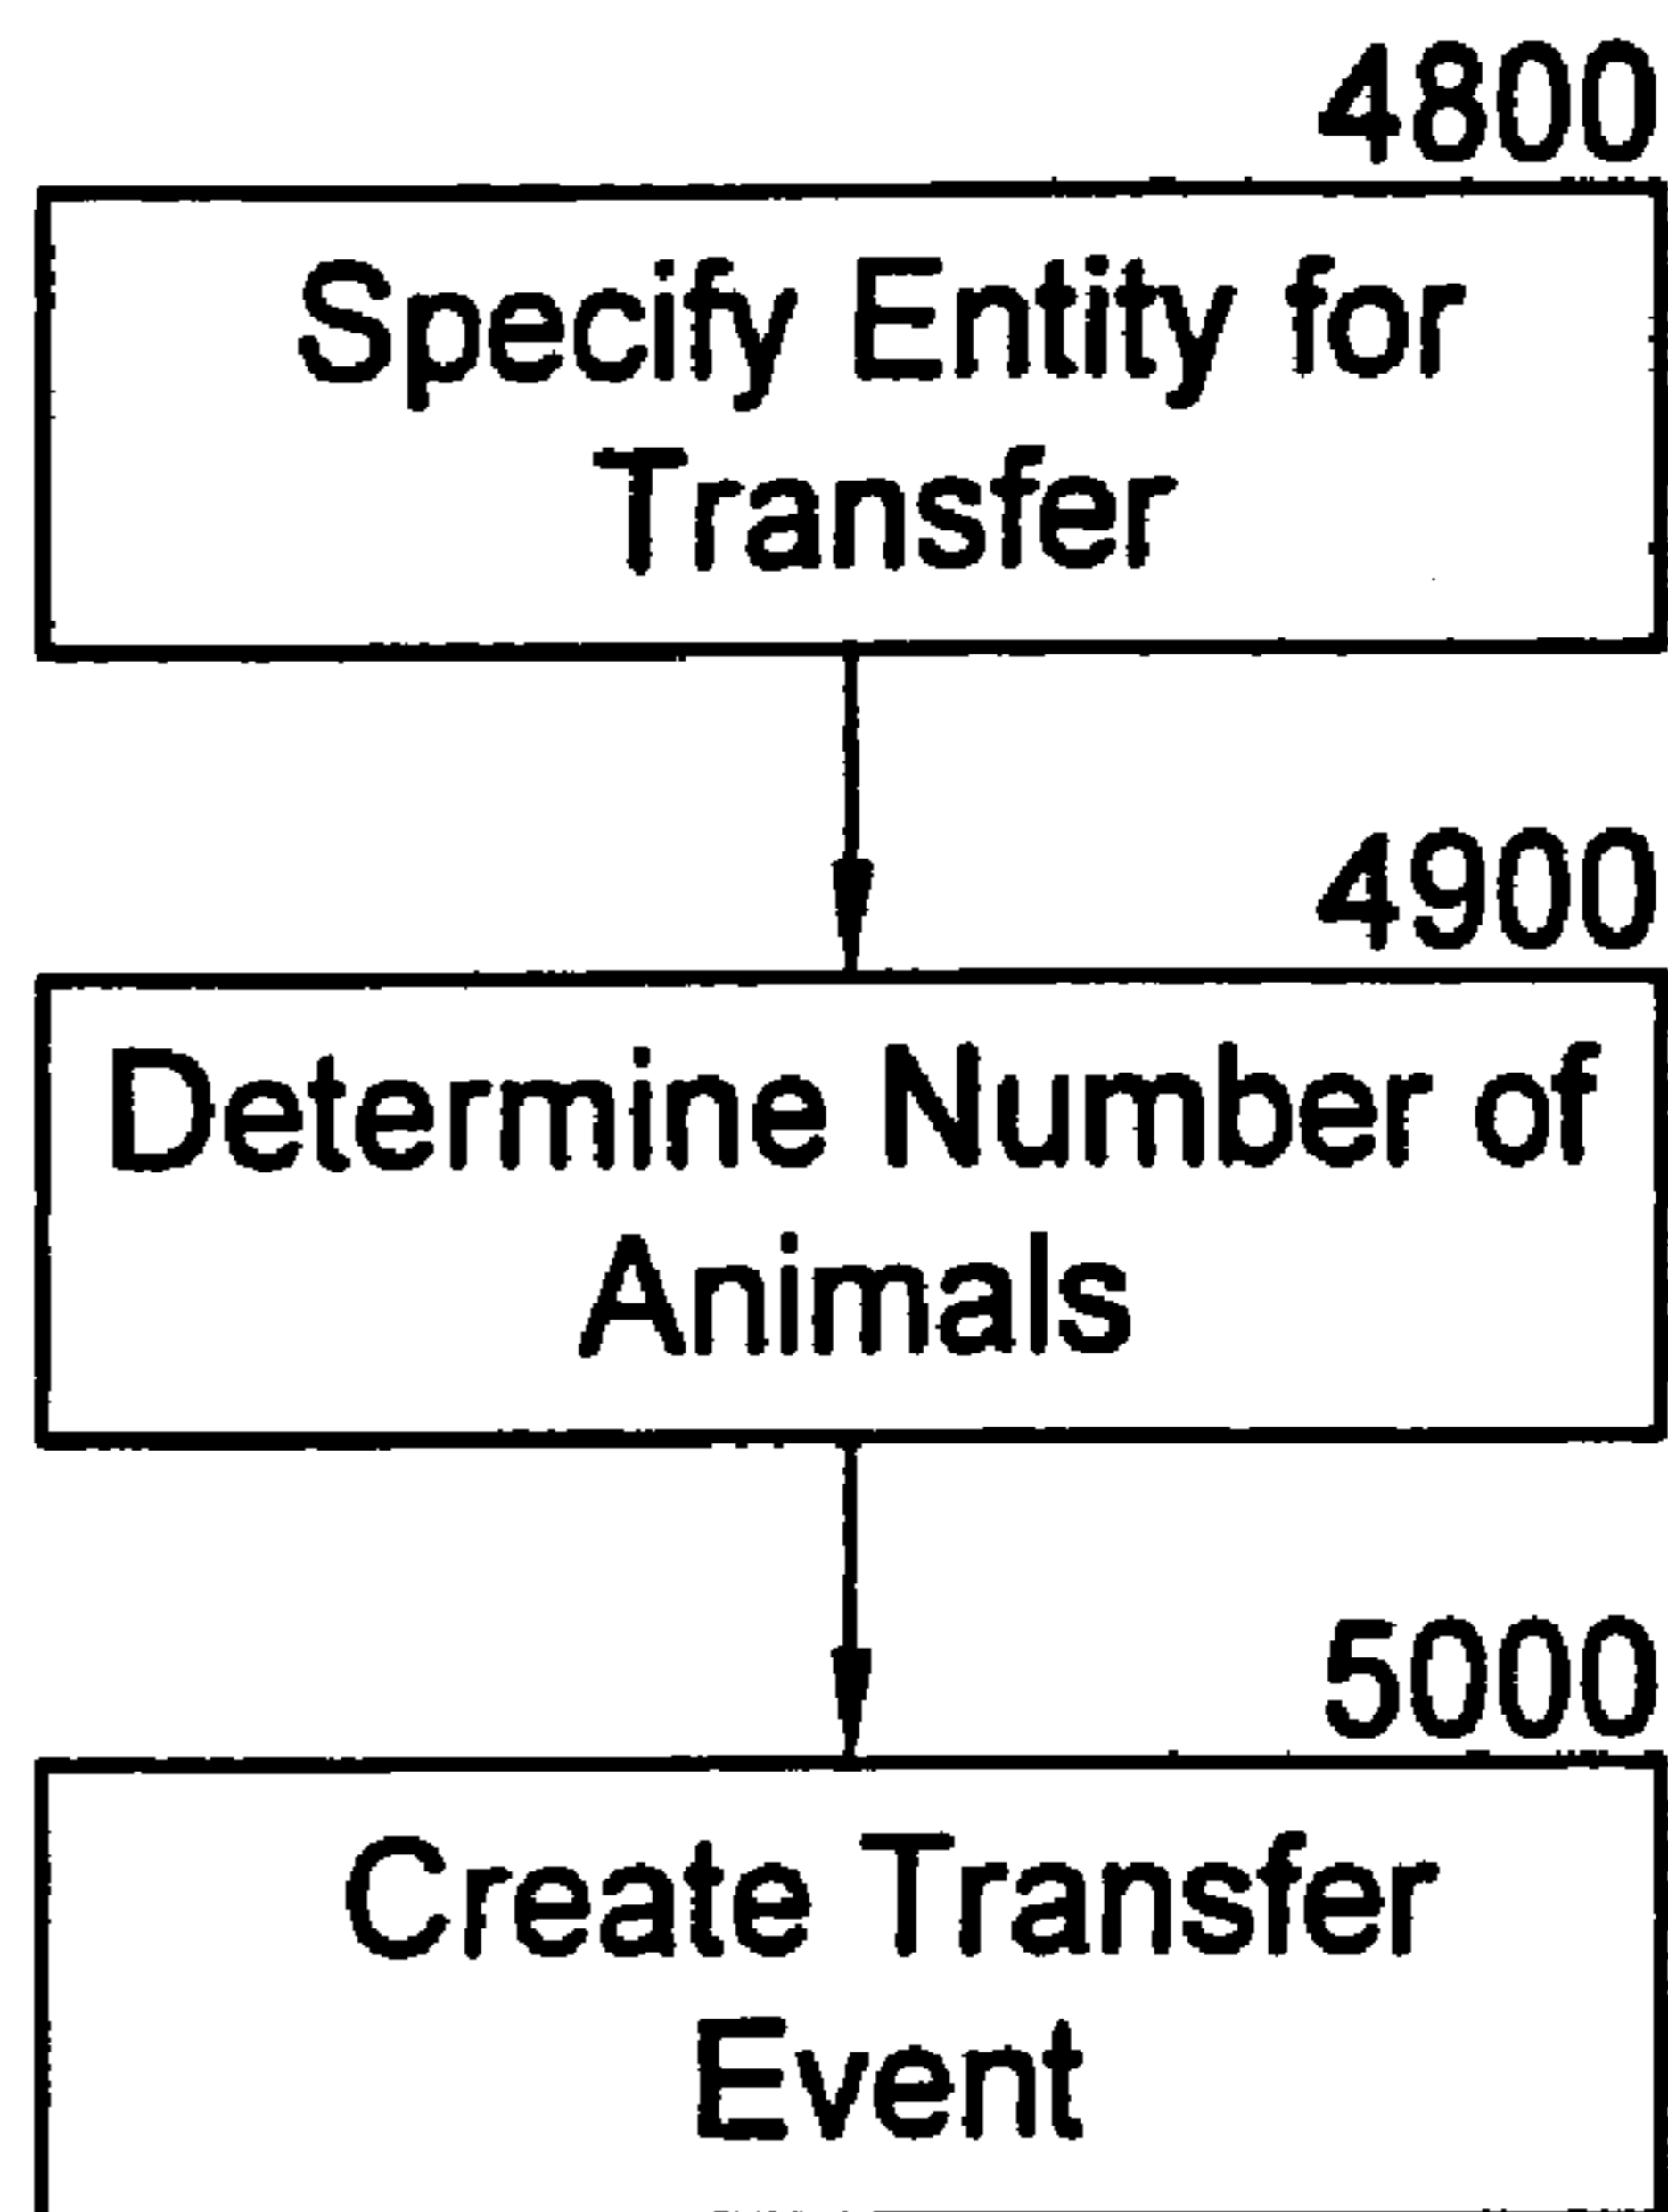 4800
Specify Entity for
Transfer
4900
Determine Number of
Animals
5000
Create Transfer
Event